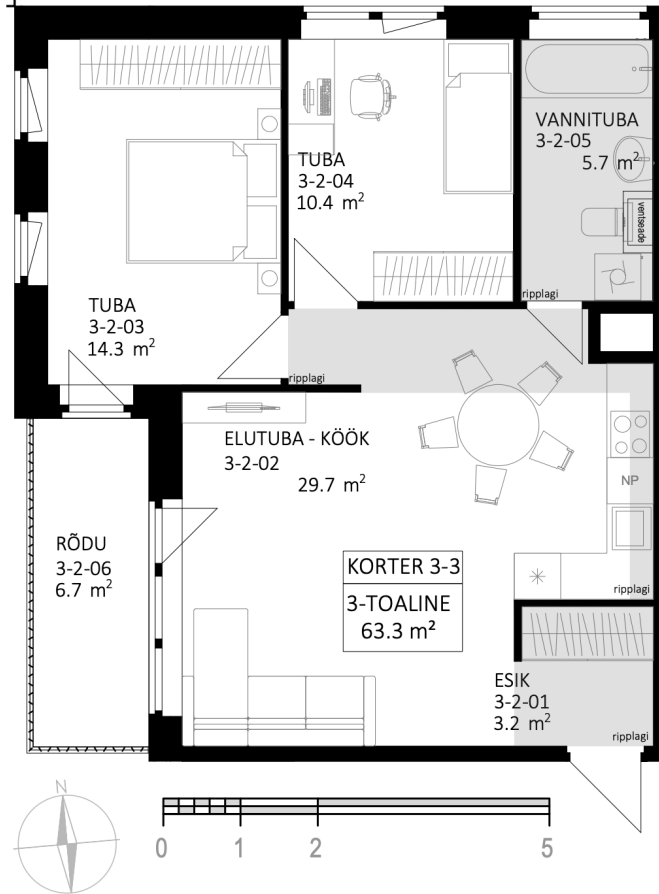 TUBA
3-2-04
10.4 m²
VANNITUBA
3-2-05
5.7 m²
ventseade
ripplagi
TUBA
3-2-03
14.3 m²
ripplagi
ELUTUBA - KÖÖK
3-2-02
29.7 m²
NP
RÕDU
3-2-06
6.7 m²
KORTER 3-3
3-TOALINE
63.3 m²
ripplagi
ESIK
3-2-01
3.2 m²
ripplagi
N
0 1 2 5